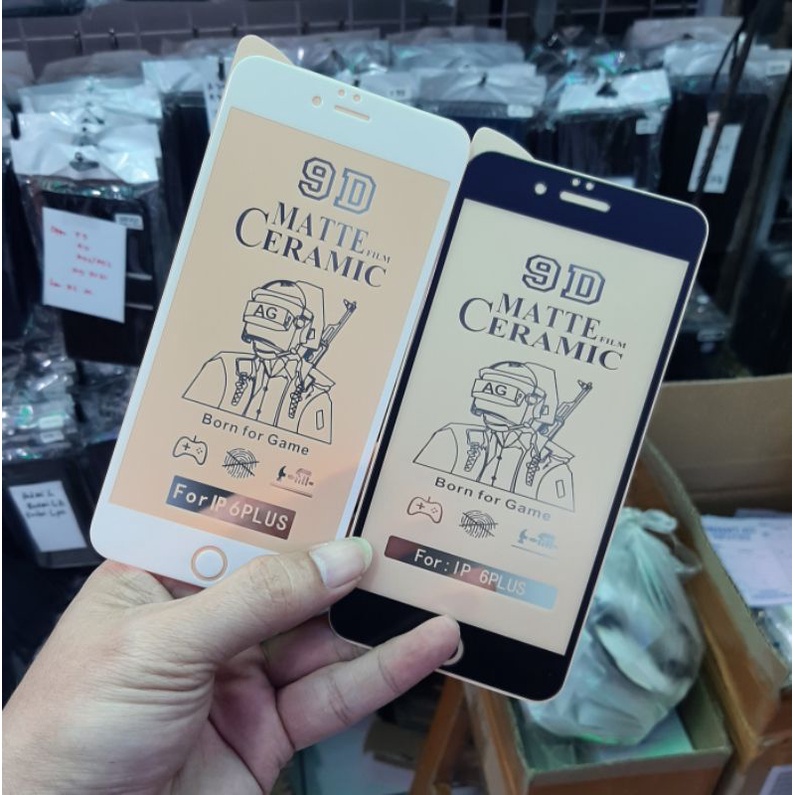 9D
MATTE FILM
CERAMIC
AG
Born for Game
For IP 6PLUS
9D
MATTE FILM
CERAMIC
AG
Born for Game
For:IP 6PLUS